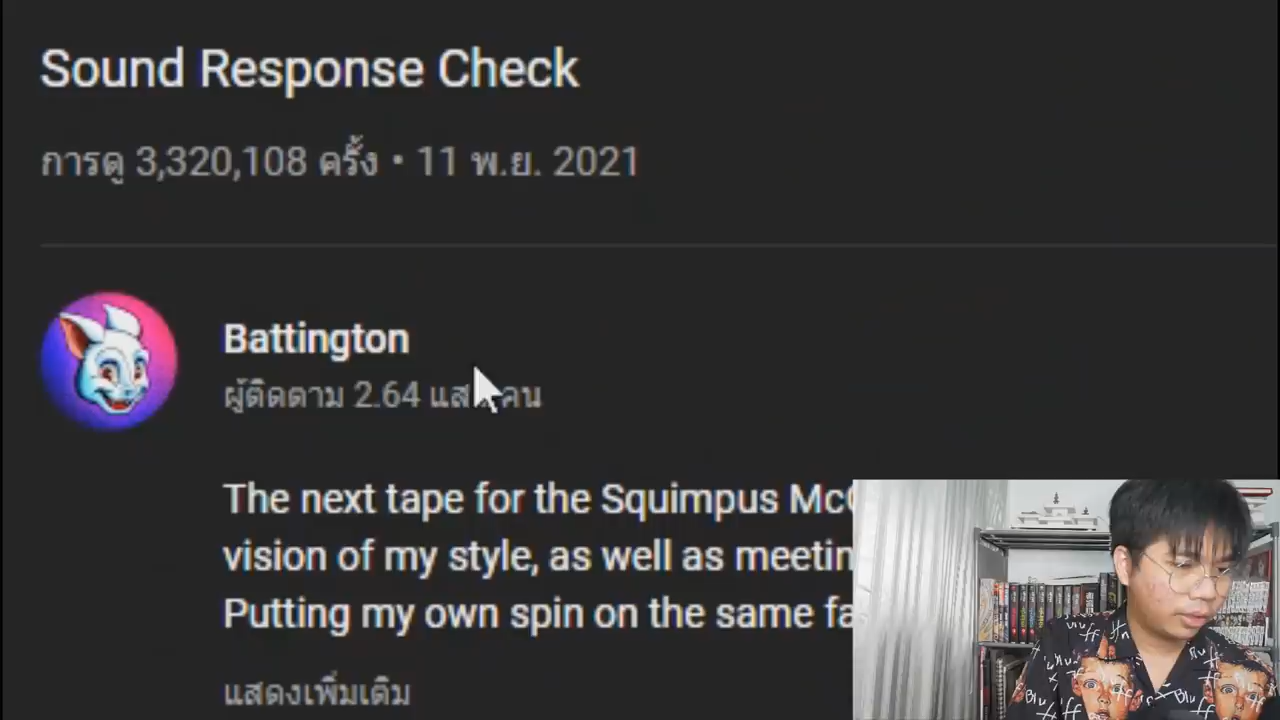 Sound Response Check
การดู 3,320,108 ครั้ง • 11 พ.ย. 2021
Battington
ผู้ติดตาม 2.64 คน
The next tape for the Squimpus
vision of my style, as well as
Putting my own spin on the same
แสดงเพิ่มเติม